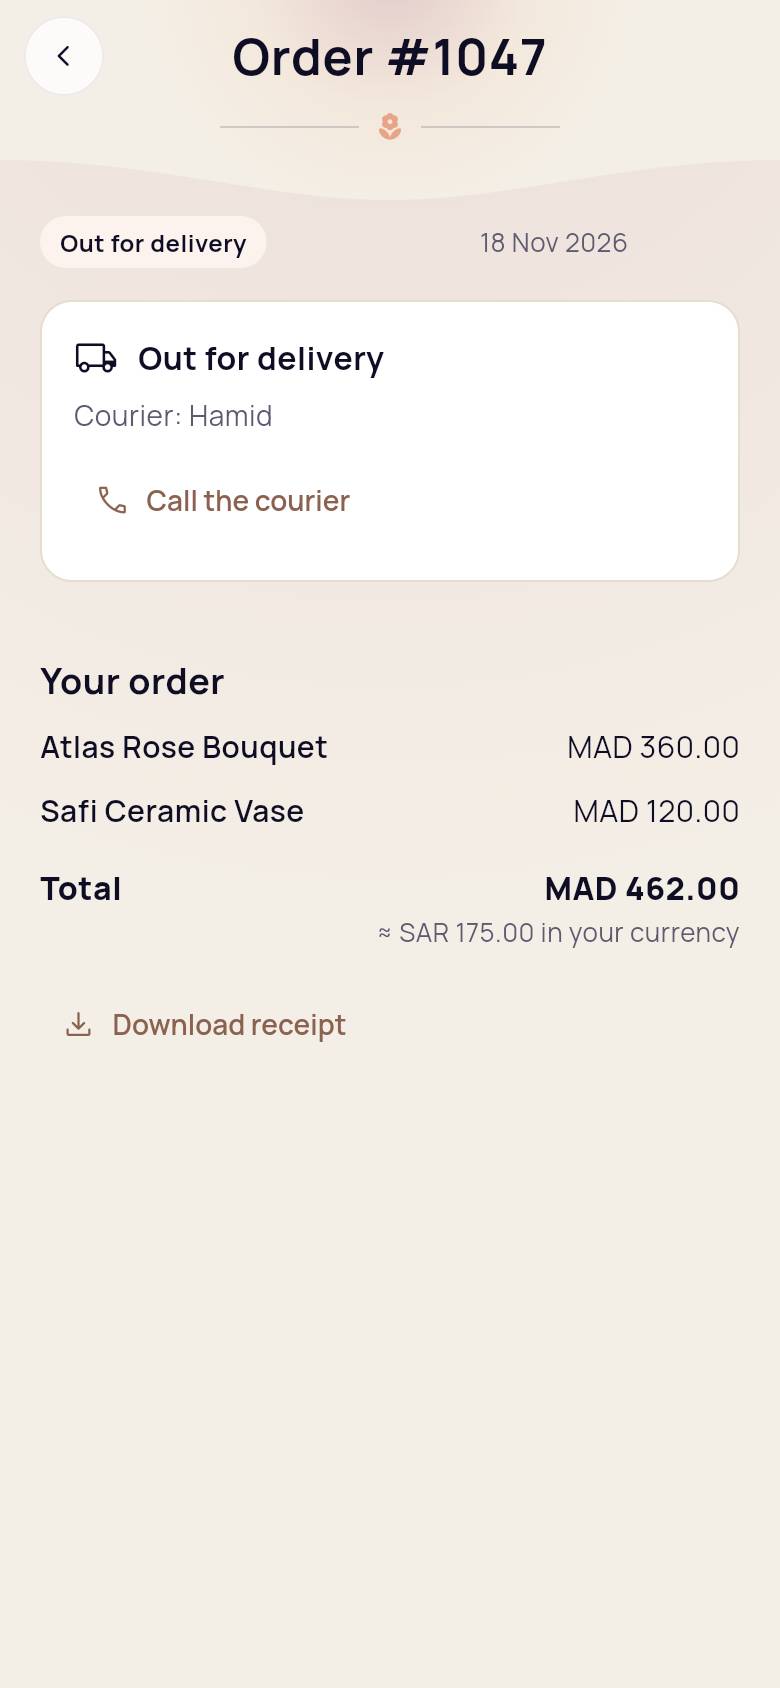 Order #1047
Out for delivery
18 Nov 2026
Out for delivery
Courier: Hamid
Call the courier
Your order
Atlas Rose Bouquet MAD 360.00
Safi Ceramic Vase MAD 120.00
Total MAD 462.00
≈ SAR 175.00 in your currency
Download receipt